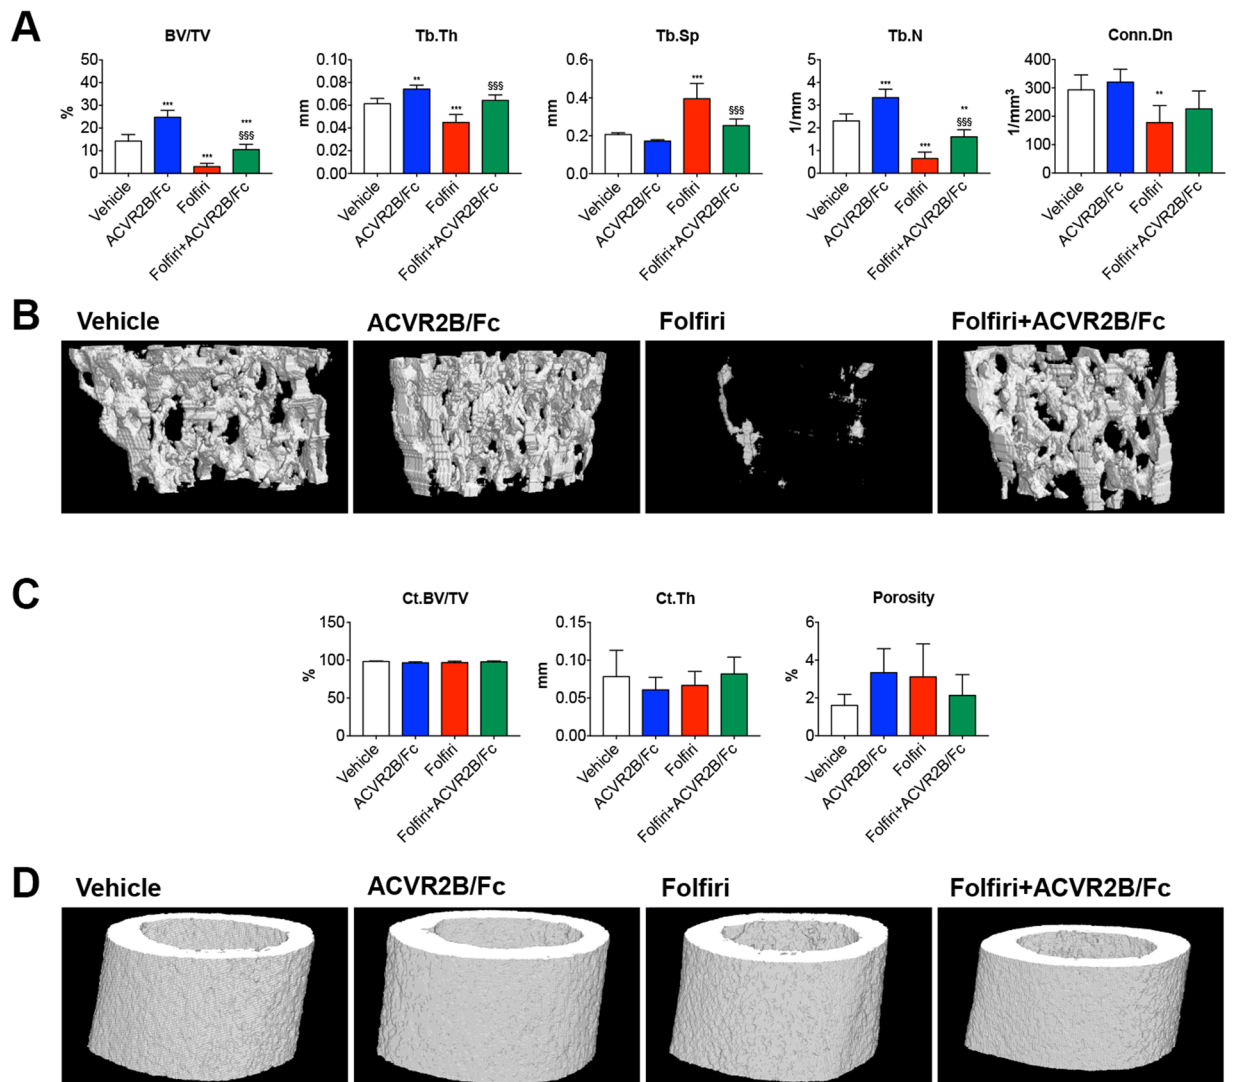 A
BV/TV
%
50
40
30
20
10
0
***
***
***
§§§
Vehicle
ACVR2B/Fc
Folfiri
Folfiri+ACVR2B/Fc
Tb.Th
mm
0.10
0.08
0.06
0.04
0.02
0.00
**
***
§§§
Vehicle
ACVR2B/Fc
Folfiri
Folfiri+ACVR2B/Fc
Tb.Sp
mm
0.6
0.4
0.2
0.0
***
§§§
Vehicle
ACVR2B/Fc
Folfiri
Folfiri+ACVR2B/Fc
Tb.N
1/mm
5
4
3
2
1
0
***
***
**
§§§
Vehicle
ACVR2B/Fc
Folfiri
Folfiri+ACVR2B/Fc
Conn.Dn
1/mm³
400
300
200
100
0
**
Vehicle
ACVR2B/Fc
Folfiri
Folfiri+ACVR2B/Fc
B
Vehicle
ACVR2B/Fc
Folfiri
Folfiri+ACVR2B/Fc
C
Ct.BV/TV
%
150
100
50
0
Vehicle
ACVR2B/Fc
Folfiri
Folfiri+ACVR2B/Fc
Ct.Th
mm
0.15
0.10
0.05
0.00
Vehicle
ACVR2B/Fc
Folfiri
Folfiri+ACVR2B/Fc
Porosity
%
6
4
2
0
Vehicle
ACVR2B/Fc
Folfiri
Folfiri+ACVR2B/Fc
D
Vehicle
ACVR2B/Fc
Folfiri
Folfiri+ACVR2B/Fc